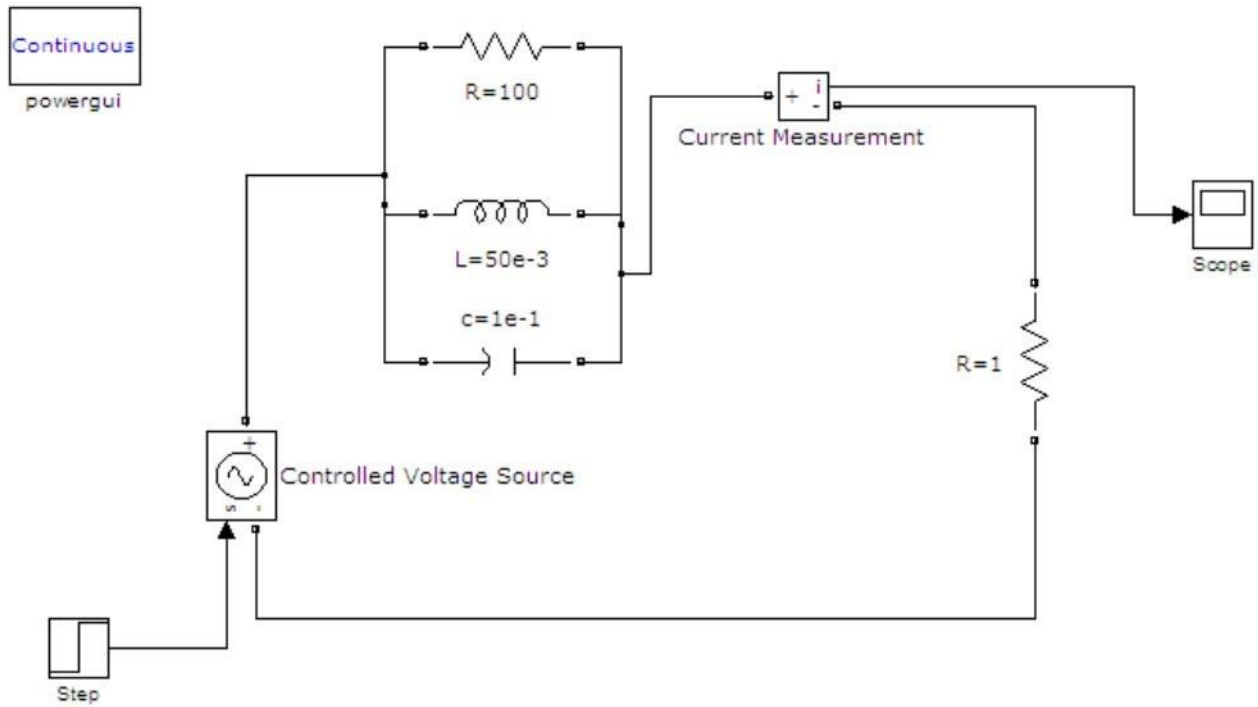 Continuous
powergui
R=100
L=50e-3
c=1e-1
+ i -
Current Measurement
Scope
R=1
+
Controlled Voltage Source
s -
Step